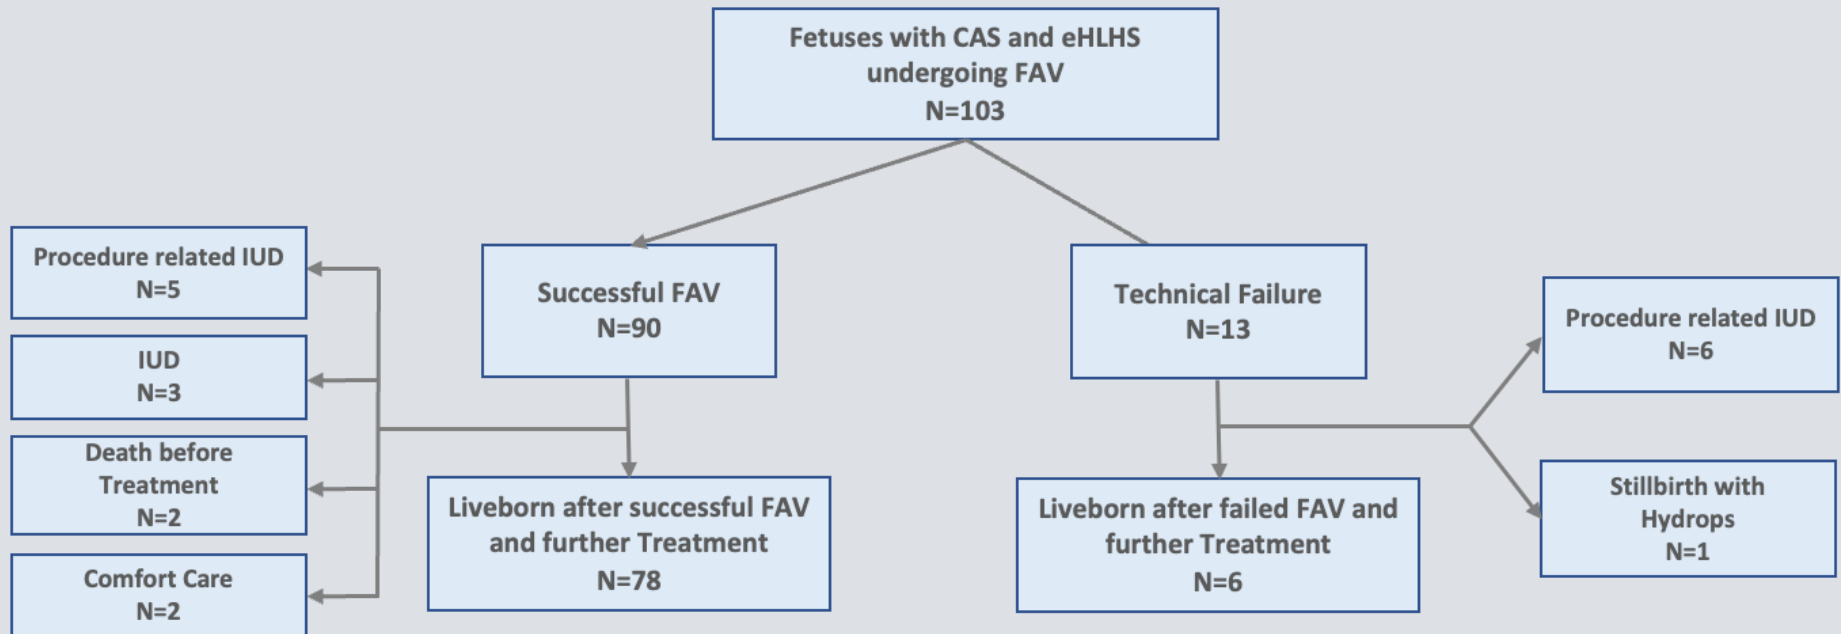 Fetuses with CAS and eHLHS
undergoing FAV
N=103
Procedure related IUD
N=5
IUD
N=3
Death before
Treatment
N=2
Comfort Care
N=2
Successful FAV
N=90
Liveborn after successful FAV
and further Treatment
N=78
Technical Failure
N=13
Liveborn after failed FAV and
further Treatment
N=6
Procedure related IUD
N=6
Stillbirth with
Hydrops
N=1